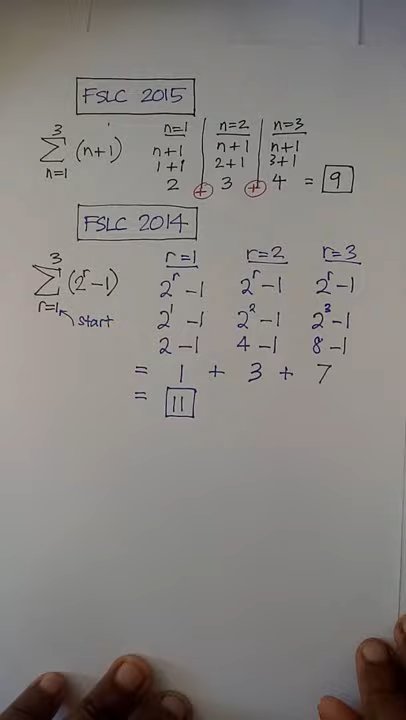 FSLC 2015
3 n=1 n=2 n=3
∑ (n+1) n+1 n+1 n+1
n=1 1+1 2+1 3+1
2 + 3 + 4 = 9
FSLC 2014
3 r=1 r=2 r=3
∑ (2^r −1) 2^r −1 2^r −1 2^r −1
r=1 start 2^1 −1 2^2 −1 2^3 −1
2 −1 4 −1 8 −1
= 1 + 3 + 7
= 11